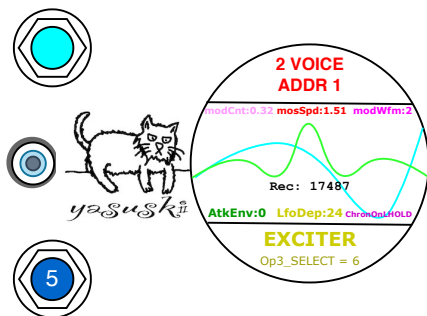 2 VOICE
ADDR 1
modCnt:0.32 mosSpd:1.51 modWfm:2
Rec: 17487
yasuskii
AtkEnv:0 LfoDep:24 ChronOnLHOLD
EXCITER
5
Op3_SELECT = 6